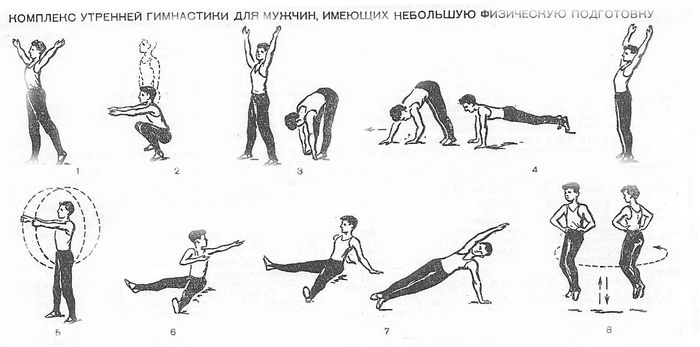 КОМПЛЕКС УТРЕННЕЙ ГИМНАСТИКИ ДЛЯ МУЖЧИН, ИМЕЮЩИХ НЕБОЛЬШУЮ ФИЗИЧЕСКУЮ ПОДГОТОВКУ
1 2 3 4
5 6 7 8